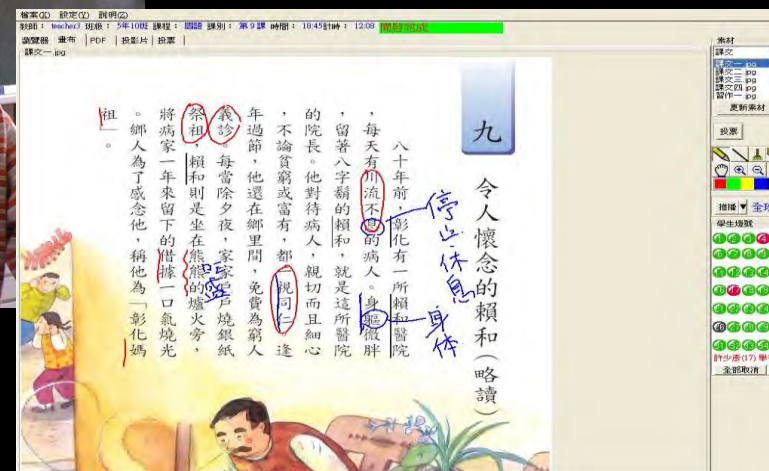 檔案(K) 設定(Y) 說明(Z)
教師: teacher3 班級: 5年10班 課程: 國語 課別: 第9課 時間: 18:45 計時: 12:08
瀏覽器 畫布 PDF 投影片 投票
課文一.jpg
九 令人懷念的賴和(略讀)
八十年前,彰化有一所賴和醫院
,每天有川流不息的病人。身軀微胖
,留著八字鬍的賴和,就是這所醫院
的院長。他對待病人,親切而且細心
,不論貧窮或富有,都一視同仁。逢
年過節,他還在鄉里間,免費為窮人
義診。每當除夕夜,家家戶戶燒銀紙
祭祖,賴和則是坐在熊熊的爐火旁,
將病家一年來留下的借據一口氣燒光
。鄉人為了感念他,稱他為「彰化媽
祖」。
停止、休息
身体
素材
課文
課文一.jpg
課文二.jpg
課文三.jpg
課文四.jpg
習作一.jpg
更新素材
投票
推播
學生燈號
全部取消